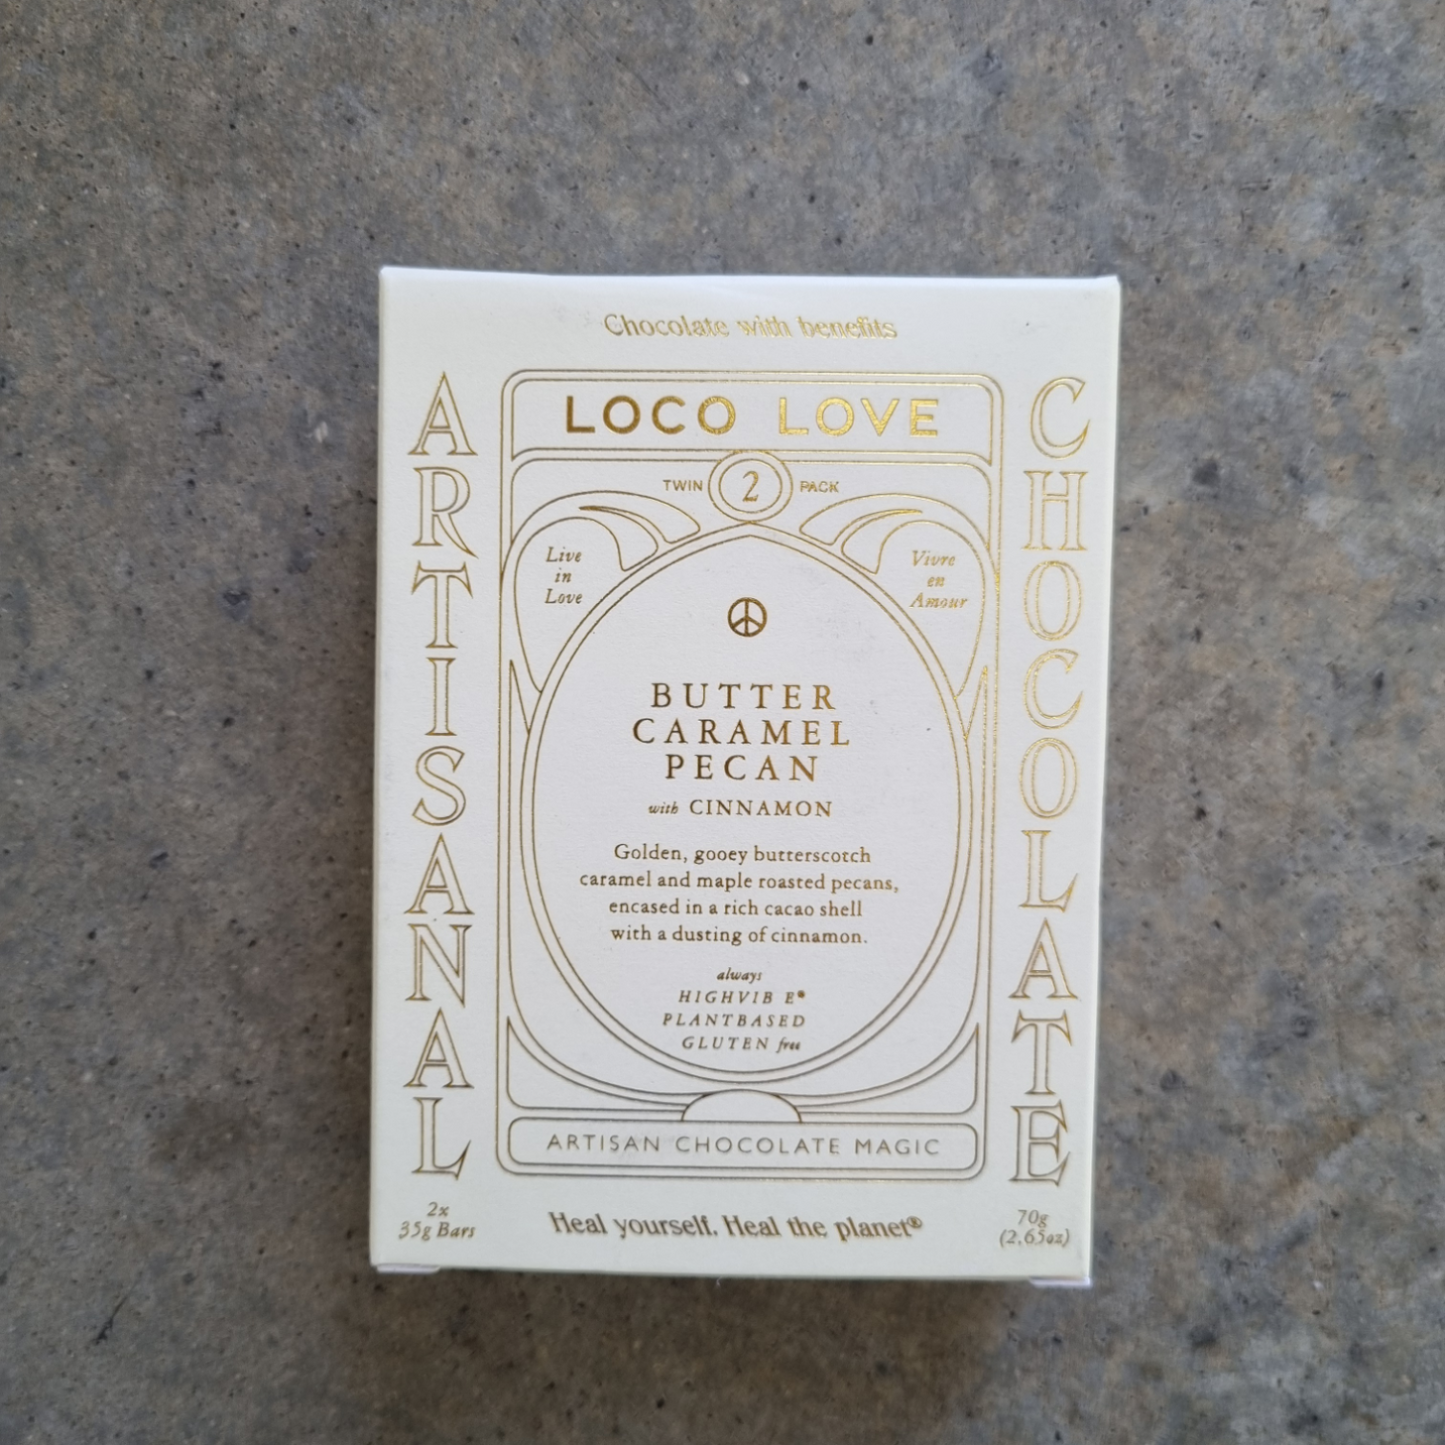 Chocolate with benefits
ARTISANAL
CHOCOLATE
LOCO LOVE
TWIN 2 PACK
Live
in
Love
Vivre
en
Amour
BUTTER
CARAMEL
PECAN
with CINNAMON
Golden, gooey butterscotch
caramel and maple roasted pecans,
encased in a rich cacao shell
with a dusting of cinnamon.
always
HIGHVIB E®
PLANTBASED
GLUTEN free
ARTISAN CHOCOLATE MAGIC
2x
35g Bars
Heal yourself. Heal the planet®
70g
(2.65oz)